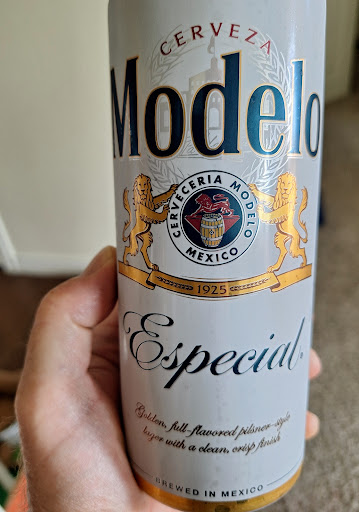 CERVEZA
Modelo
CERVECERIA MODELO
MEXICO
1925
Especial
Golden, full-flavored pilsner-style
lager with a clean, crisp finish
BREWED IN MEXICO